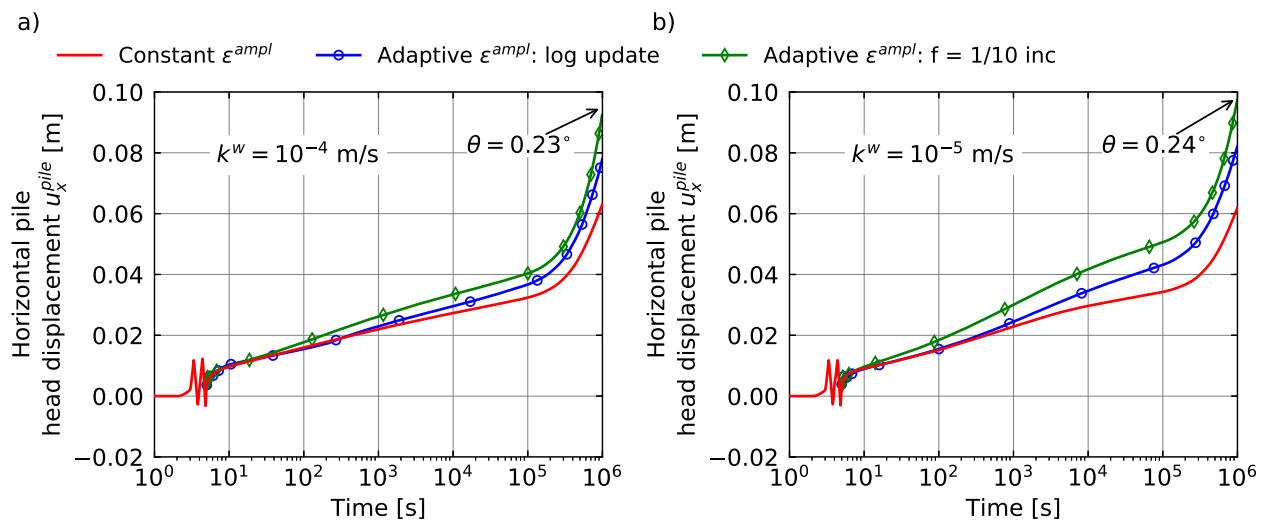 a)
b)
Constant ε^ampl
Adaptive ε^ampl: log update
Adaptive ε^ampl: f = 1/10 inc
Horizontal pile
head displacement u_x^pile [m]
0.10
0.08
0.06
0.04
0.02
0.00
−0.02
k^w = 10^−4 m/s
θ = 0.23°
10^0
10^1
10^2
10^3
10^4
10^5
10^6
Time [s]
Horizontal pile
head displacement u_x^pile [m]
0.10
0.08
0.06
0.04
0.02
0.00
−0.02
k^w = 10^−5 m/s
θ = 0.24°
10^0
10^1
10^2
10^3
10^4
10^5
10^6
Time [s]